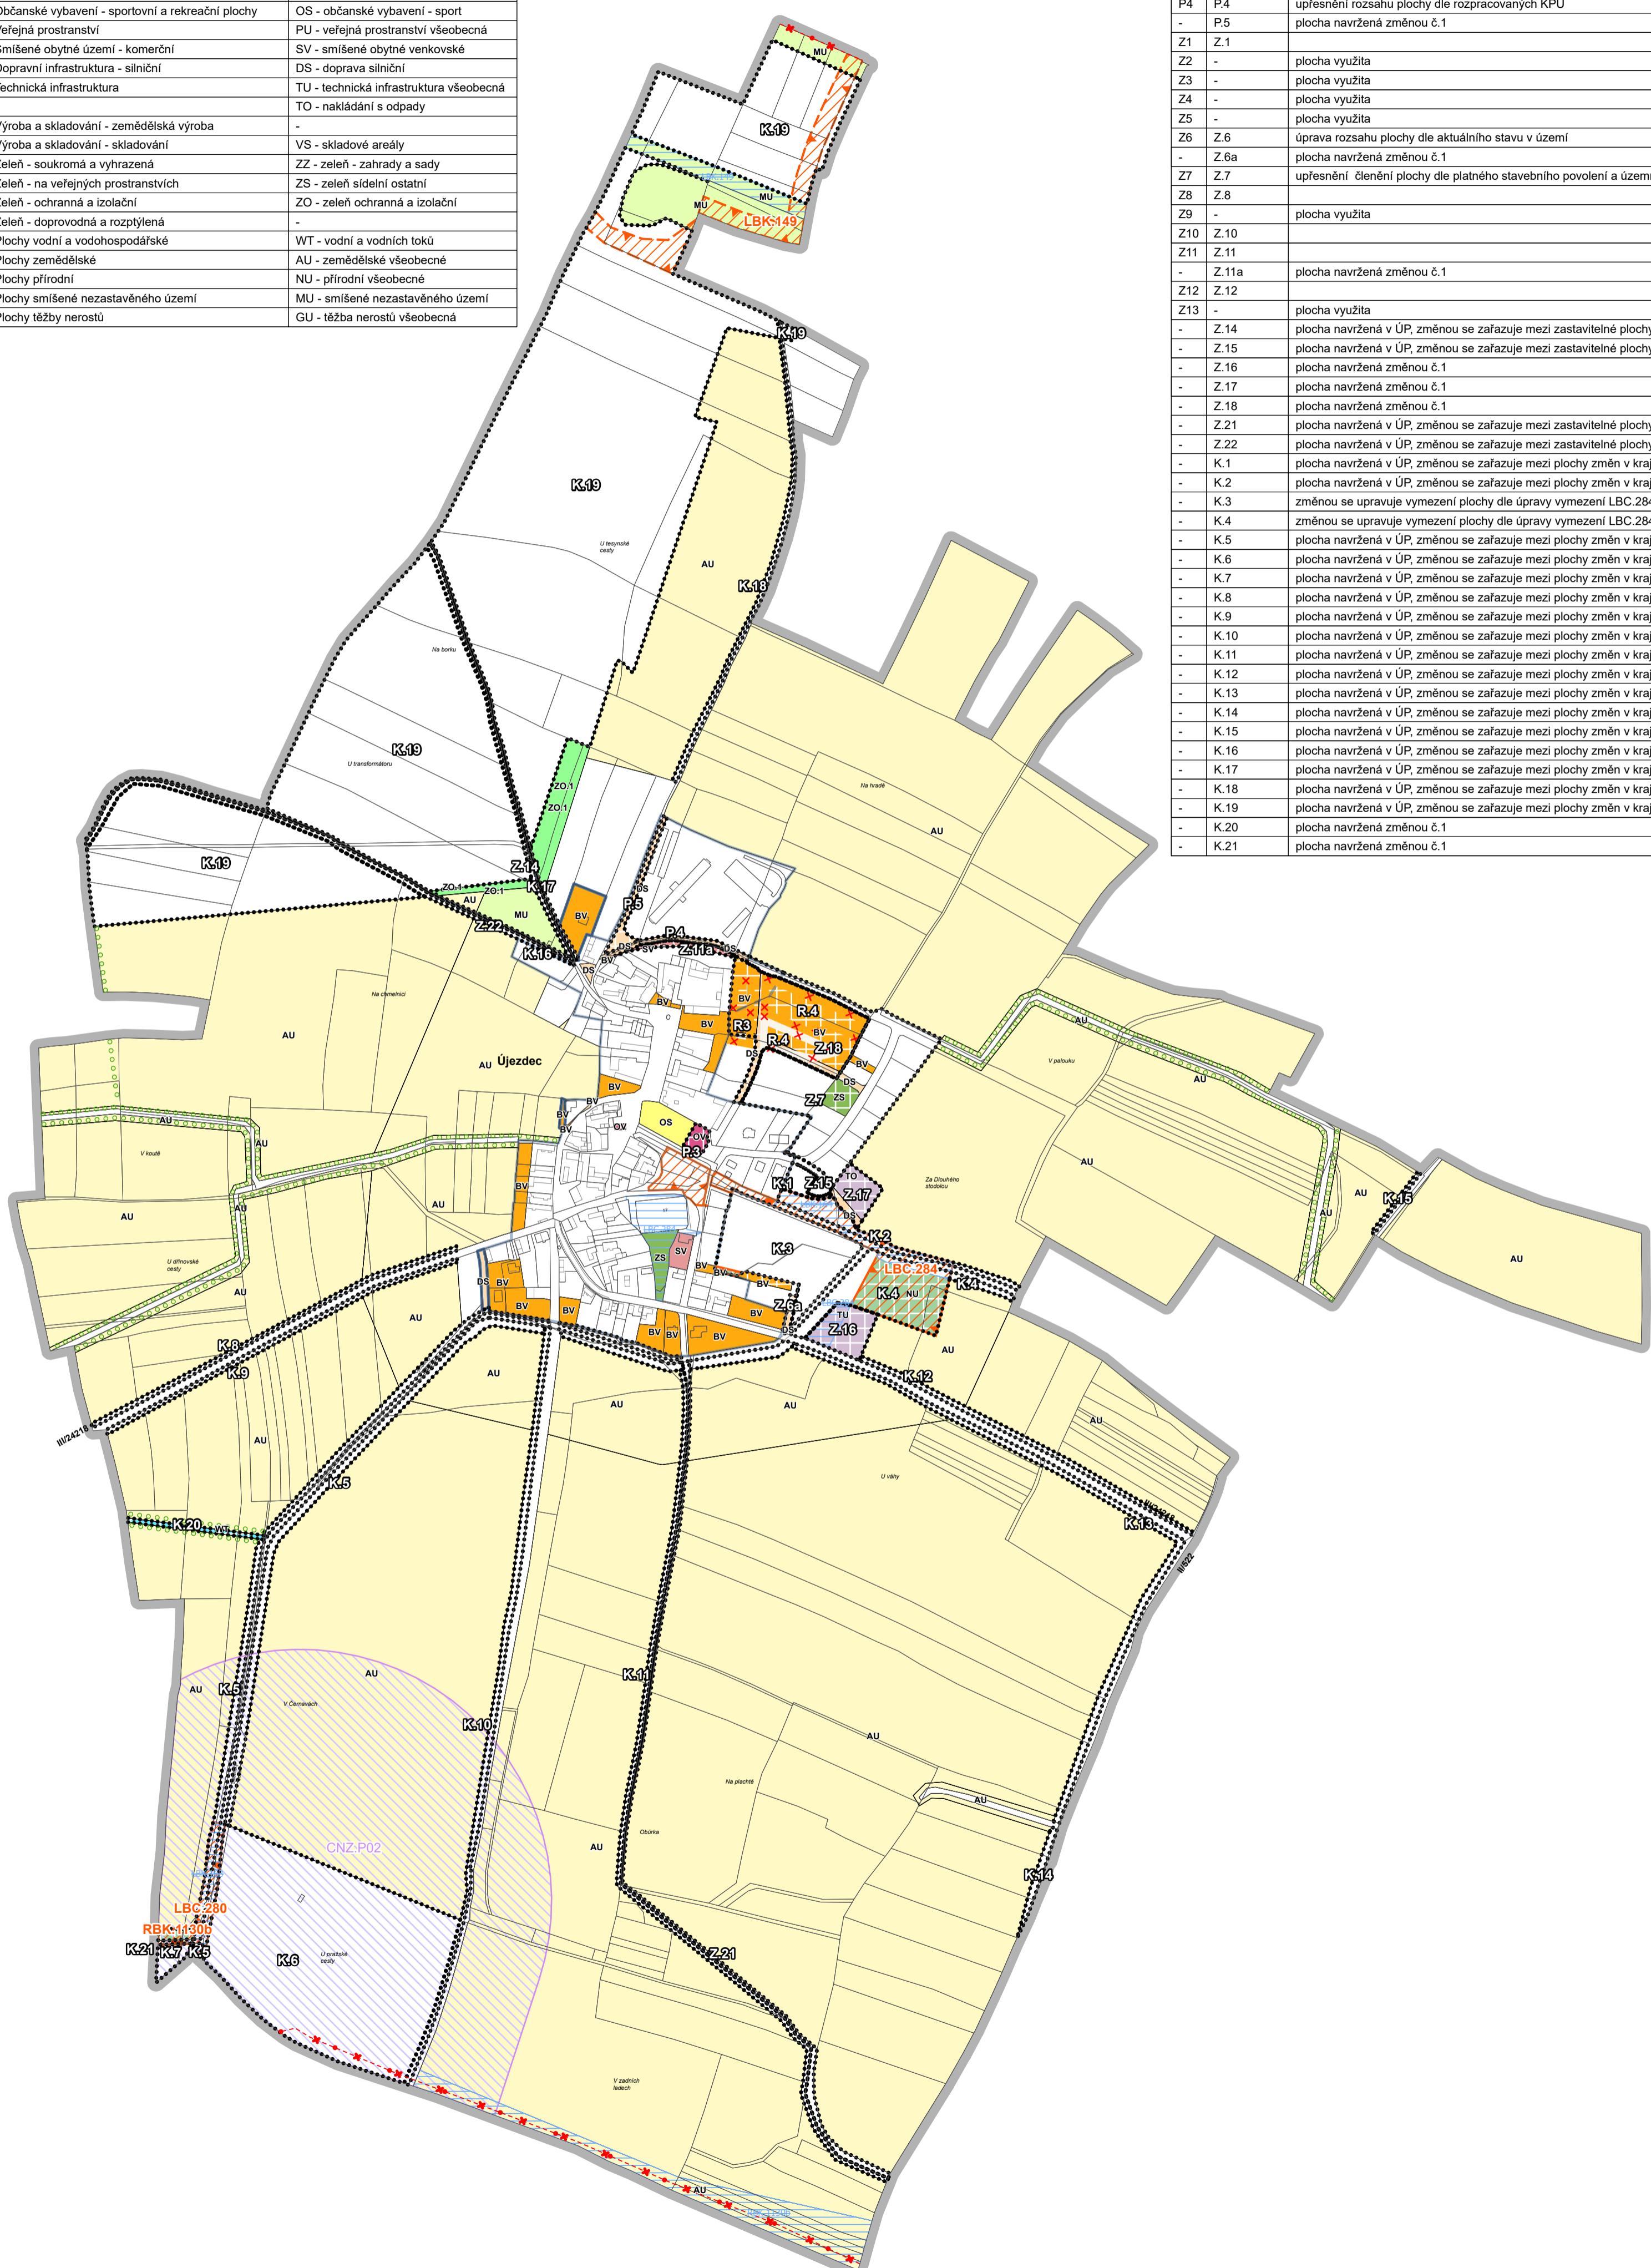 Občanské vybavení - sportovní a rekreační plochy	OS - občanské vybavení - sport
Veřejná prostranství	PU - veřejná prostranství všeobecná
Smíšené obytné území - komerční	SV - smíšené obytné venkovské
Dopravní infrastruktura - silniční	DS - doprava silniční
Technická infrastruktura	TU - technická infrastruktura všeobecná
TO - nakládání s odpady
Výroba a skladování - zemědělská výroba	-
Výroba a skladování - skladování	VS - skladové areály
Zeleň - soukromá a vyhrazená	ZZ - zeleň - zahrady a sady
Zeleň - na veřejných prostranstvích	ZS - zeleň sídelní ostatní
Zeleň - ochranná a izolační	ZO - zeleň ochranná a izolační
Zeleň - doprovodná a rozptýlená	-
Plochy vodní a vodohospodářské	WT - vodní a vodních toků
Plochy zemědělské	AU - zemědělské všeobecné
Plochy přírodní	NU - přírodní všeobecné
Plochy smíšené nezastavěného území	MU - smíšené nezastavěného území
Plochy těžby nerostů	GU - těžba nerostů všeobecná
P4	P.4	upřesnění rozsahu plochy dle rozpracovaných KPÚ
-	P.5	plocha navržená změnou č.1
Z1	Z.1
Z2	-	plocha využita
Z3	-	plocha využita
Z4	-	plocha využita
Z5	-	plocha využita
Z6	Z.6	úprava rozsahu plochy dle aktuálního stavu v území
-	Z.6a	plocha navržená změnou č.1
Z7	Z.7	upřesnění členění plochy dle platného stavebního povolení a územn
Z8	Z.8
Z9	-	plocha využita
Z10	Z.10
Z11	Z.11
-	Z.11a	plocha navržená změnou č.1
Z12	Z.12
Z13	-	plocha využita
-	Z.14	plocha navržená v ÚP, změnou se zařazuje mezi zastavitelné plochy
-	Z.15	plocha navržená v ÚP, změnou se zařazuje mezi zastavitelné plochy
-	Z.16	plocha navržená změnou č.1
-	Z.17	plocha navržená změnou č.1
-	Z.18	plocha navržená změnou č.1
-	Z.21	plocha navržená v ÚP, změnou se zařazuje mezi zastavitelné plochy
-	Z.22	plocha navržená v ÚP, změnou se zařazuje mezi zastavitelné plochy
-	K.1	plocha navržená v ÚP, změnou se zařazuje mezi plochy změn v kraj
-	K.2	plocha navržená v ÚP, změnou se zařazuje mezi plochy změn v kraj
-	K.3	změnou se upravuje vymezení plochy dle úpravy vymezení LBC.284
-	K.4	změnou se upravuje vymezení plochy dle úpravy vymezení LBC.284
-	K.5	plocha navržená v ÚP, změnou se zařazuje mezi plochy změn v kraj
-	K.6	plocha navržená v ÚP, změnou se zařazuje mezi plochy změn v kraj
-	K.7	plocha navržená v ÚP, změnou se zařazuje mezi plochy změn v kraj
-	K.8	plocha navržená v ÚP, změnou se zařazuje mezi plochy změn v kraj
-	K.9	plocha navržená v ÚP, změnou se zařazuje mezi plochy změn v kraj
-	K.10	plocha navržená v ÚP, změnou se zařazuje mezi plochy změn v kraj
-	K.11	plocha navržená v ÚP, změnou se zařazuje mezi plochy změn v kraj
-	K.12	plocha navržená v ÚP, změnou se zařazuje mezi plochy změn v kraj
-	K.13	plocha navržená v ÚP, změnou se zařazuje mezi plochy změn v kraj
-	K.14	plocha navržená v ÚP, změnou se zařazuje mezi plochy změn v kraj
-	K.15	plocha navržená v ÚP, změnou se zařazuje mezi plochy změn v kraj
-	K.16	plocha navržená v ÚP, změnou se zařazuje mezi plochy změn v kraj
-	K.17	plocha navržená v ÚP, změnou se zařazuje mezi plochy změn v kraj
-	K.18	plocha navržená v ÚP, změnou se zařazuje mezi plochy změn v kraj
-	K.19	plocha navržená v ÚP, změnou se zařazuje mezi plochy změn v kraj
-	K.20	plocha navržená změnou č.1
-	K.21	plocha navržená změnou č.1
MU
K.19
MU
MU
LBK.149
K.19
K.19
U tesynské
cesty
AU
K.18
Na borku
K.19
U transformátoru
ZO.1
ZO.1
Na hradě
AU
K.19
Z.14
K.17
ZO.1
ZO.1
AU
MU
BV
DS
P.5
Z.22
K.16
P.4
DS
SV
Z.11a
DS
BV
DS
Na chmelnici
BV
BV
BV
R3
R.4
R.4
BV
Z.18
DS
BV
DS
ZS
Z.7
AU
AU
Újezdec
BV
BV
BV
BV
OV
OS
OV
P.3
AU
V palouku
AU
AU
AU
AU
V koutě
K.1
Z.15
TO
Z.17
DS
Za Dlouhého
stodolou
AU
K.15
AU
AU
AU
AU
AU
BV
U dřínovské
cesty
AU
K.2
K.3
ZS
SV
LBC.284
K.4
K.4
NU
BV
BV
BV
Z.6a
BV
DS
TU
Z.16
DS
BV
BV
BV
BV
BV
BV
AU
AU
K.8
K.9
AU
K.12
AU
AU
AU
AU
III/24218
AU
K.5
U váhy
K.13
II/522
K.20
WT
AU
AU
K.5
V Černavách
K.11
K.10
AU
Na plachtě
AU
Obůrka
AU
CNZ.P02
K.14
LBC.280
RBK.1130b
K.21
K.7
K.5
K.6
U pražské
cesty
Z.21
V zadních
ladech
AU